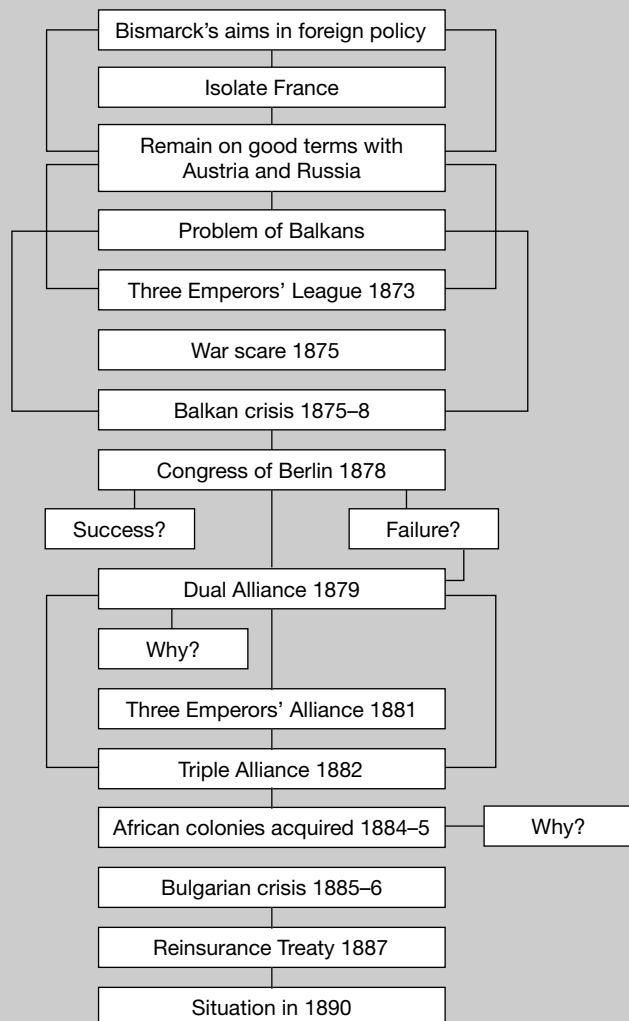 Bismarck's aims in foreign policy
Isolate France
Remain on good terms with
Austria and Russia
Problem of Balkans
Three Emperors' League 1873
War scare 1875
Balkan crisis 1875–8
Congress of Berlin 1878
Success?
Failure?
Dual Alliance 1879
Why?
Three Emperors' Alliance 1881
Triple Alliance 1882
African colonies acquired 1884–5
Why?
Bulgarian crisis 1885–6
Reinsurance Treaty 1887
Situation in 1890